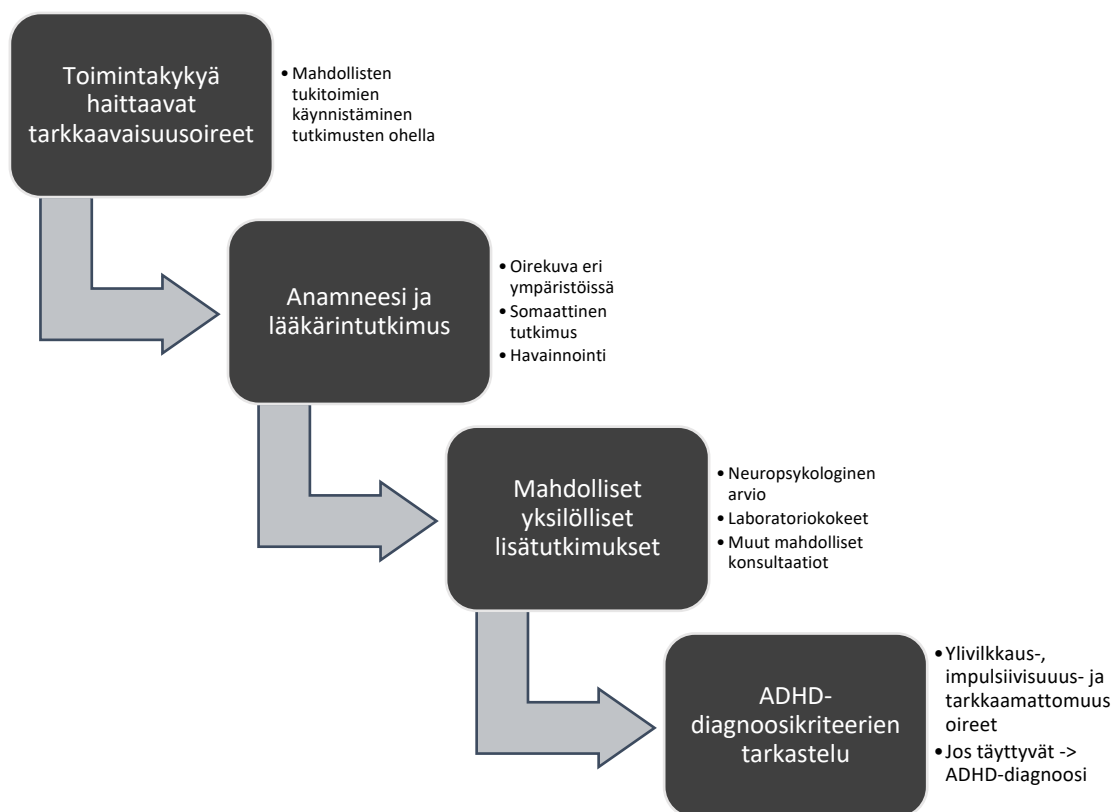 Toimintakykyä
haittaavat
tarkkaavaisuusoireet
• Mahdollisten
tukitoimien
käynnistäminen
tutkimusten ohella
Anamneesi ja
lääkärintutkimus
• Oirekuva eri
ympäristöissä
• Somaattinen
tutkimus
• Havainnointi
Mahdolliset
yksilölliset
lisätutkimukset
• Neuropsykologinen
arvio
• Laboratoriokokeet
• Muut mahdolliset
konsultaatiot
ADHD-
diagnoosikriteerien
tarkastelu
• Ylivilkkaus-,
impulsiivisuuus- ja
tarkkaamattomuus
oireet
• Jos täyttyvät ->
ADHD-diagnoosi